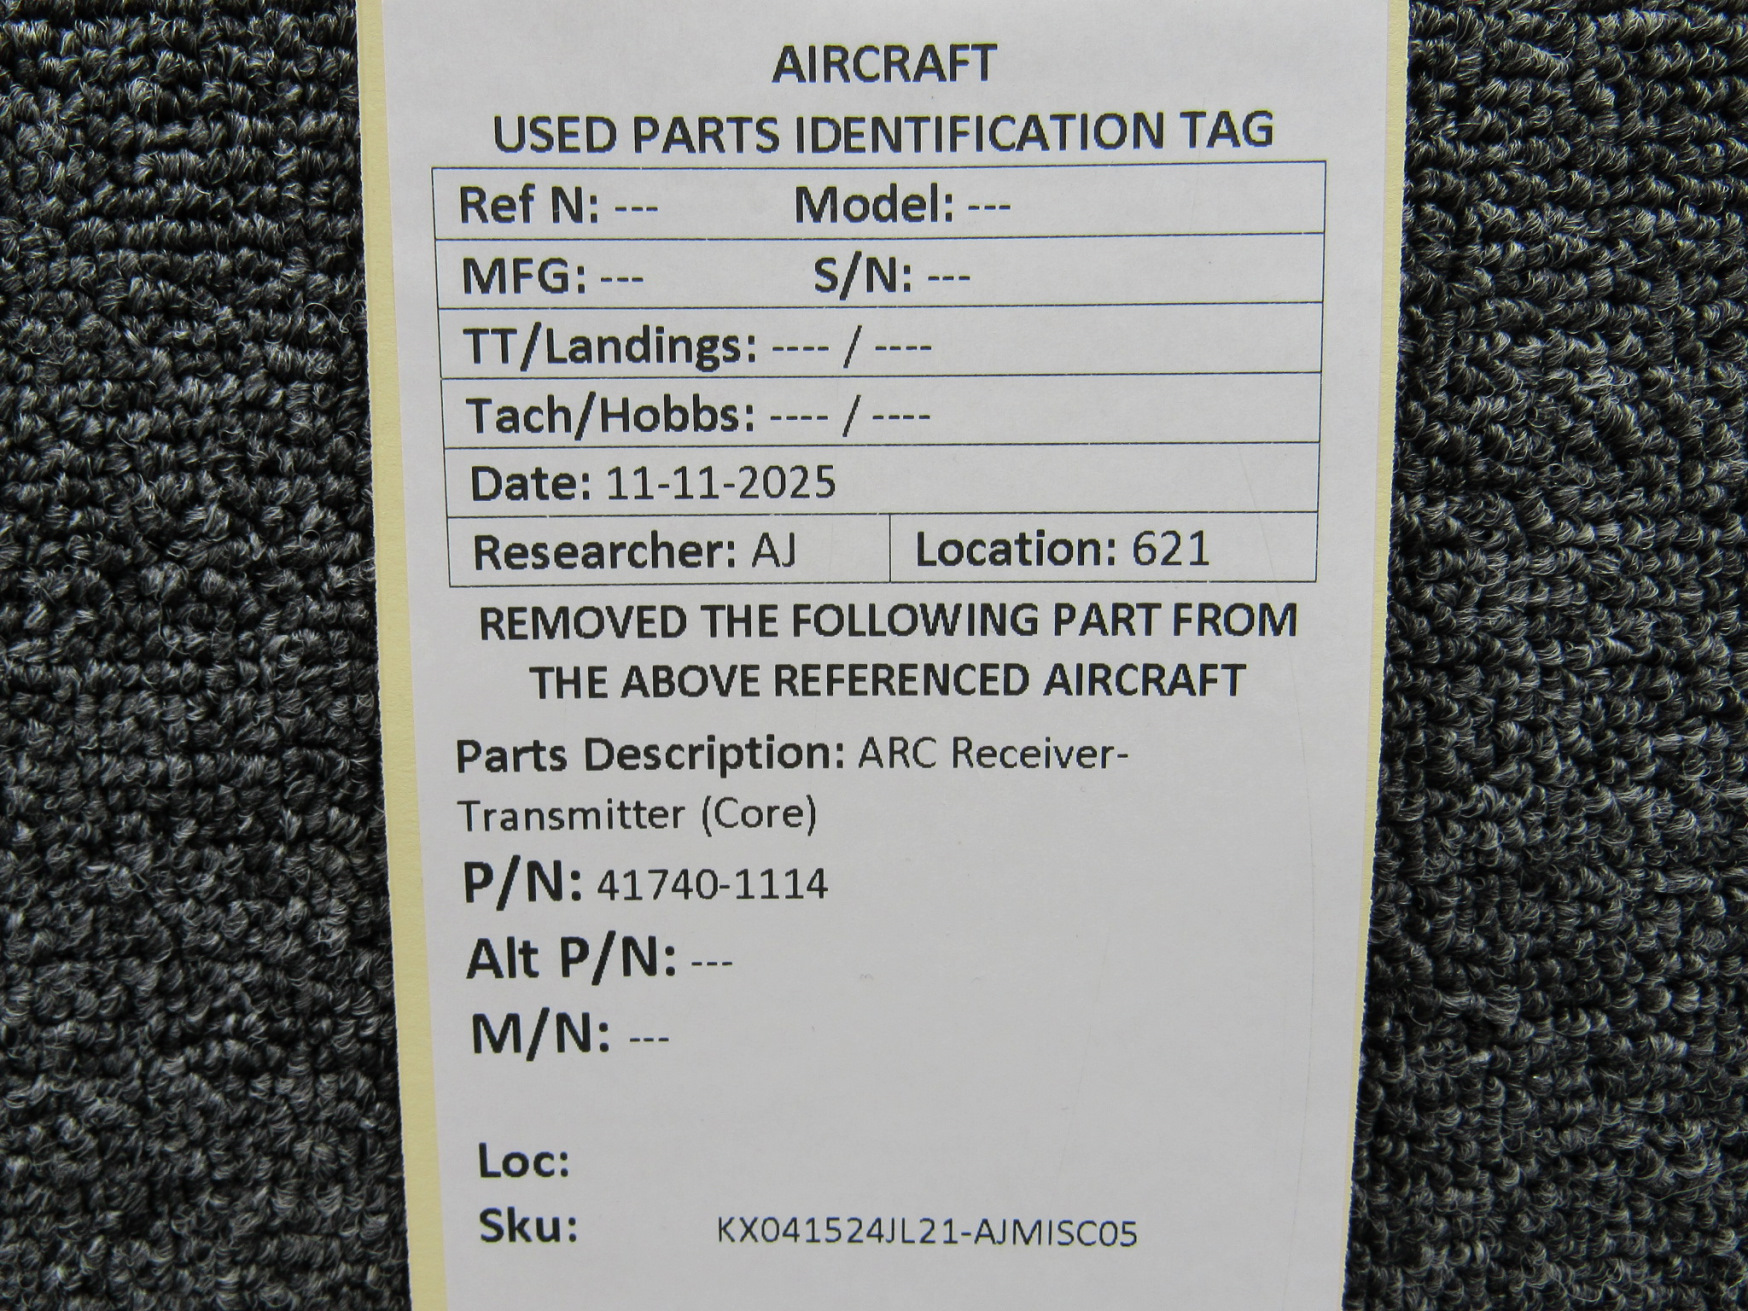 AIRCRAFT
USED PARTS IDENTIFICATION TAG
Ref N: --- Model: ---
MFG: --- S/N: ---
TT/Landings: ---- / ----
Tach/Hobbs: ---- / ----
Date: 11-11-2025
Researcher: AJ Location: 621
REMOVED THE FOLLOWING PART FROM
THE ABOVE REFERENCED AIRCRAFT
Parts Description: ARC Receiver-
Transmitter (Core)
P/N: 41740-1114
Alt P/N: ---
M/N: ---
Loc:
Sku: KX041524JL21-AJMISC05